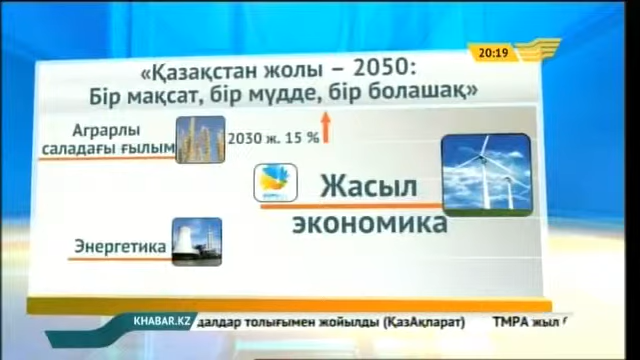 20:19
«Қазақстан жолы – 2050:
Бір мақсат, бір мүдде, бір болашақ»
Аграрлы
саладағы ғылым
2030 ж. 15 %
Жасыл
экономика
Энергетика
KHABAR.KZ
далдар толығымен жойылды (ҚазАқпарат) ТМРА жыл